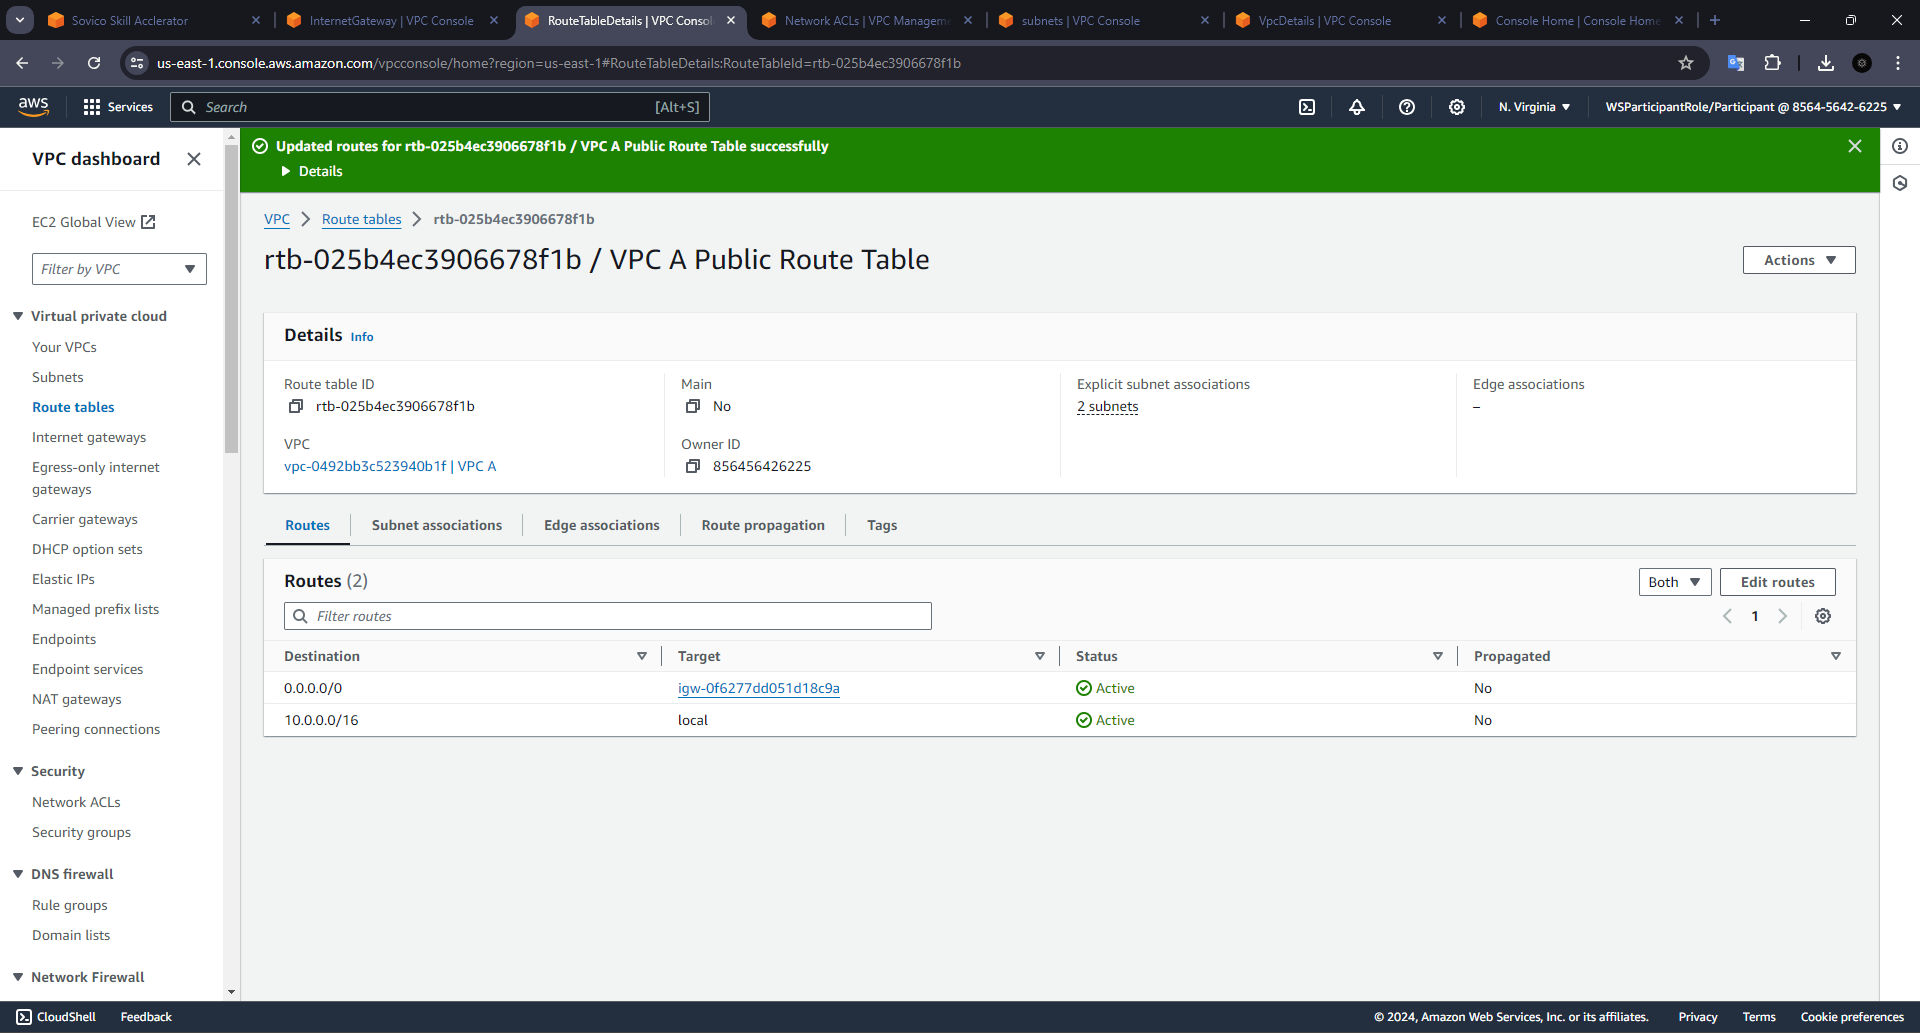 Sovico Skill Acclerator
InternetGateway | VPC Console
RouteTableDetails | VPC Consol
Network ACLs | VPC Managem
subnets | VPC Console
VpcDetails | VPC Console
Console Home | Console Home
us-east-1.console.aws.amazon.com/vpcconsole/home?region=us-east-1#RouteTableDetails:RouteTableId=rtb-025b4ec3906678f1b
aws
Services
Search
[Alt+S]
N. Virginia
WSParticipantRole/Participant @ 8564-5642-6225
VPC dashboard
EC2 Global View
Filter by VPC
Virtual private cloud
Your VPCs
Subnets
Route tables
Internet gateways
Egress-only internet
gateways
Carrier gateways
DHCP option sets
Elastic IPs
Managed prefix lists
Endpoints
Endpoint services
NAT gateways
Peering connections
Security
Network ACLs
Security groups
DNS firewall
Rule groups
Domain lists
Network Firewall
Updated routes for rtb-025b4ec3906678f1b / VPC A Public Route Table successfully
Details
VPC
Route tables
rtb-025b4ec3906678f1b
rtb-025b4ec3906678f1b / VPC A Public Route Table
Actions
Details Info
Route table ID
rtb-025b4ec3906678f1b
Main
No
Explicit subnet associations
2 subnets
Edge associations
–
VPC
vpc-0492bb3c523940b1f | VPC A
Owner ID
856456426225
Routes
Subnet associations
Edge associations
Route propagation
Tags
Routes (2)
Both
Edit routes
Filter routes
1
Destination Target Status Propagated
0.0.0.0/0 igw-0f6277dd051d18c9a Active No
10.0.0.0/16 local Active No
CloudShell
Feedback
© 2024, Amazon Web Services, Inc. or its affiliates.
Privacy
Terms
Cookie preferences